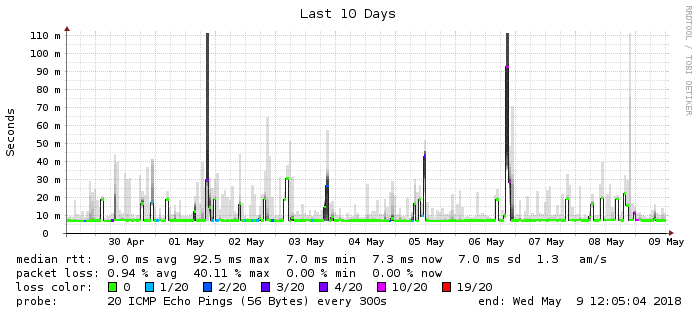 Last 10 Days
RRDTOOL / TOBI OETIKER
Seconds
110 m
100 m
90 m
80 m
70 m
60 m
50 m
40 m
30 m
20 m
10 m
0
30 Apr 01 May 02 May 03 May 04 May 05 May 06 May 07 May 08 May 09 May
median rtt: 9.0 ms avg 92.5 ms max 7.0 ms min 7.3 ms now 7.0 ms sd 1.3 am/s
packet loss: 0.94 % avg 40.11 % max 0.00 % min 0.00 % now
loss color: 0 1/20 2/20 3/20 4/20 10/20 19/20
probe: 20 ICMP Echo Pings (56 Bytes) every 300s end: Wed May 9 12:05:04 2018